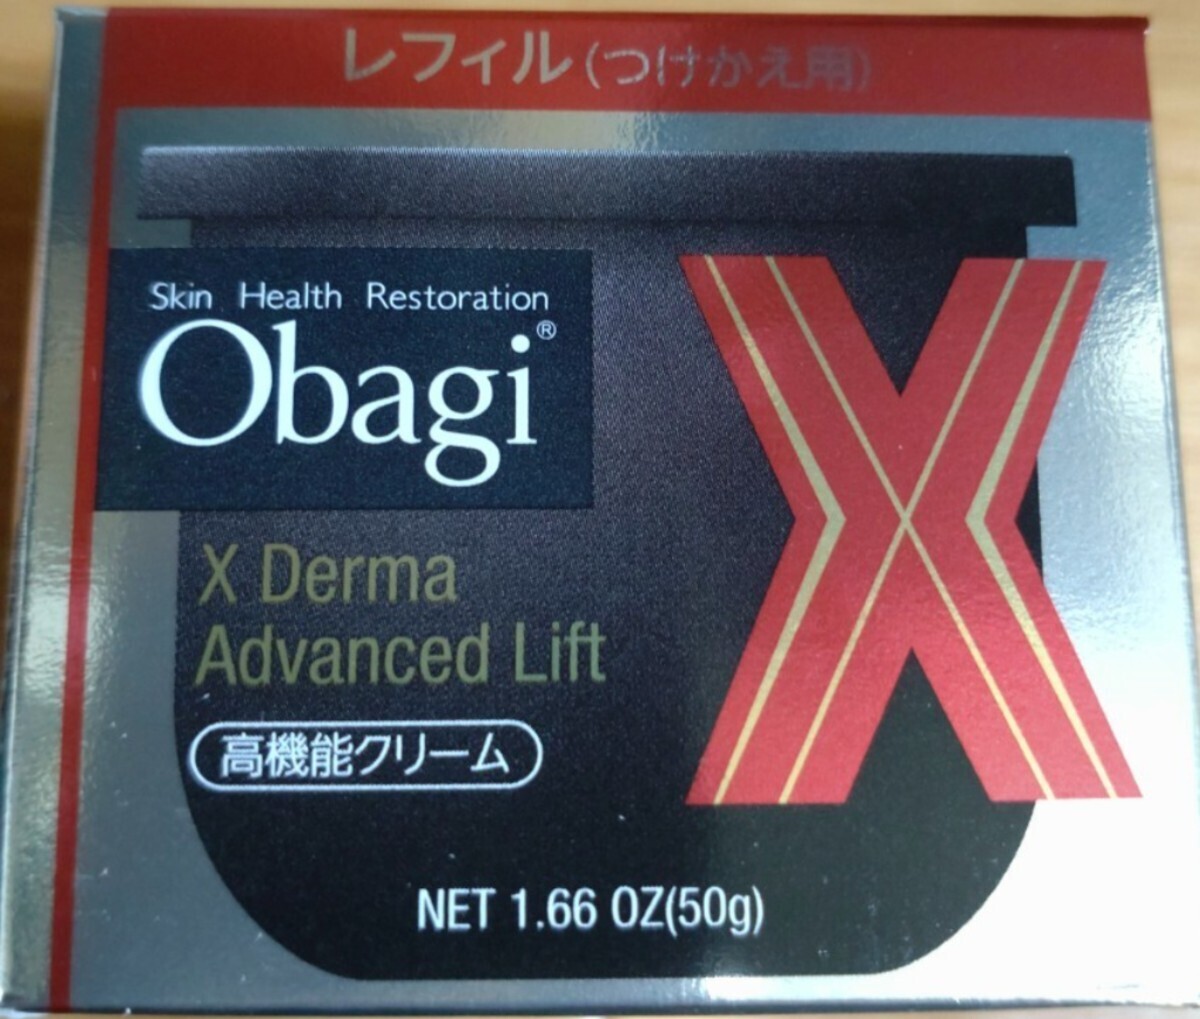 レフィル(つけかえ用)
Skin Health Restoration
Obagi®
X
X Derma
Advanced Lift
高機能クリーム
NET 1.66 OZ(50g)